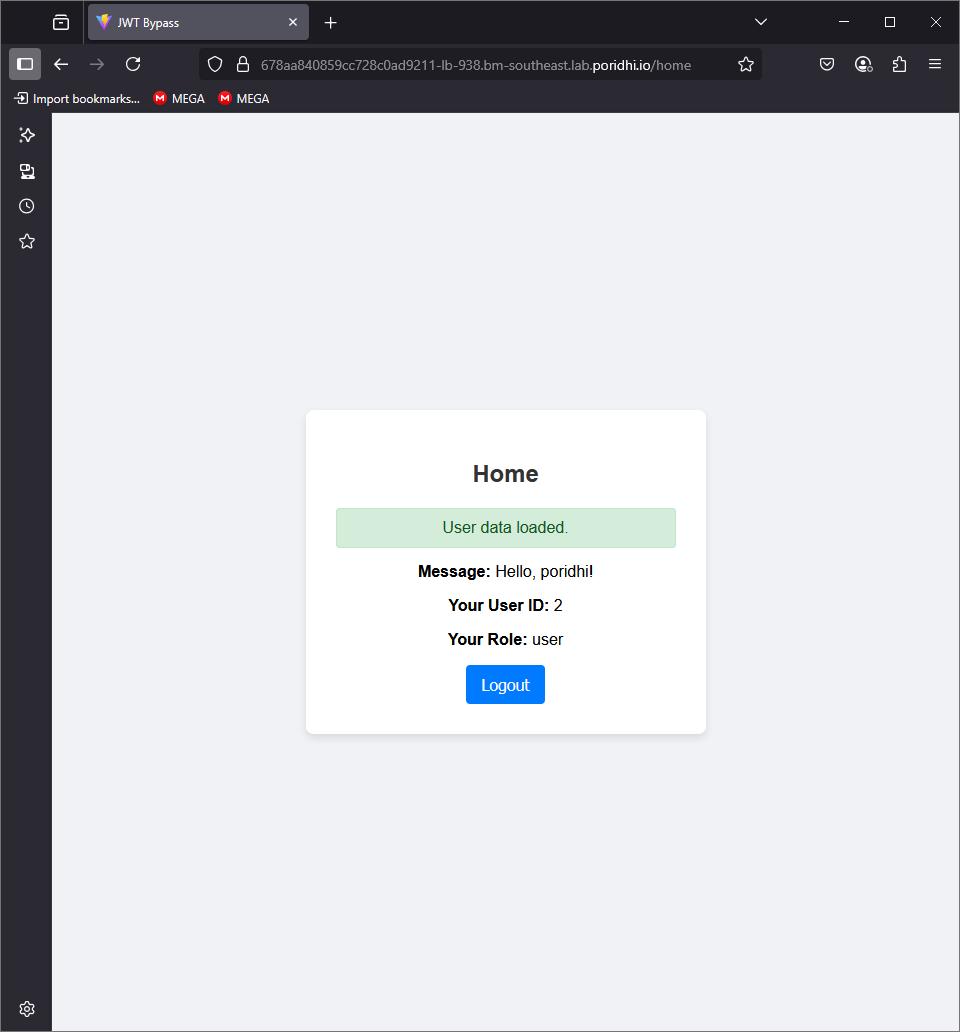 JWT Bypass
678aa840859cc728c0ad9211-lb-938.bm-southeast.lab.poridhi.io/home
Import bookmarks... MEGA MEGA
Home
User data loaded.
Message: Hello, poridhi!
Your User ID: 2
Your Role: user
Logout